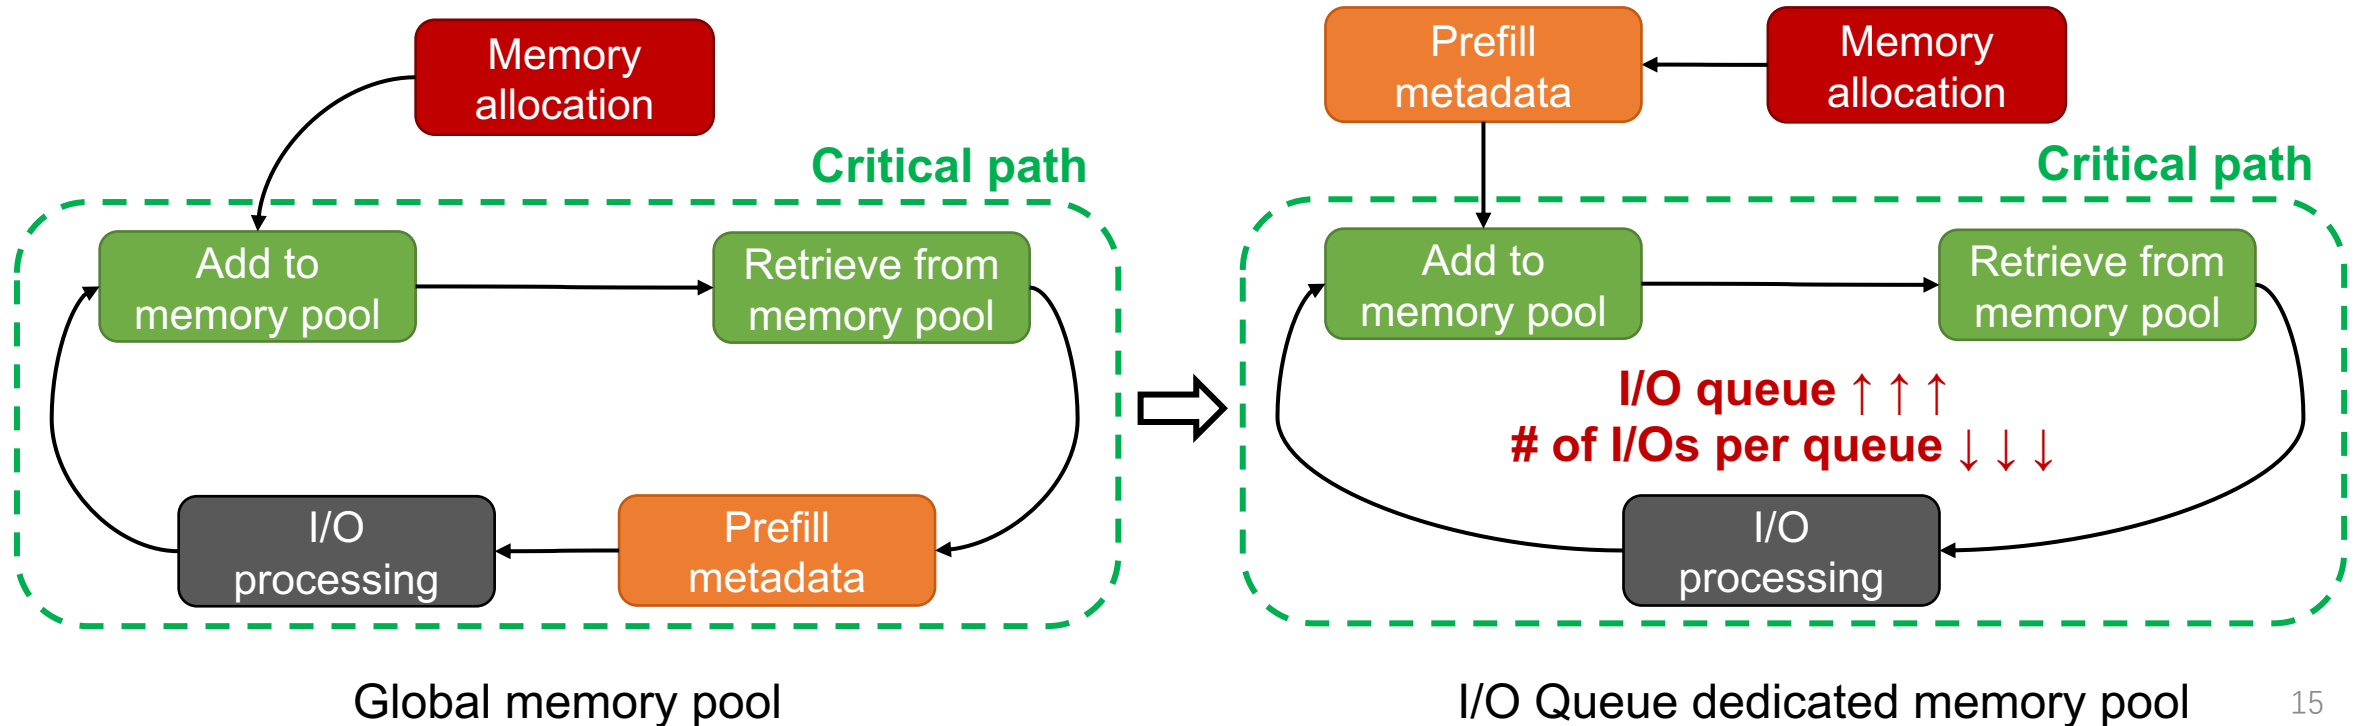 Memory
allocation
Critical path
Add to
memory pool
Retrieve from
memory pool
I/O
processing
Prefill
metadata
Global memory pool
Prefill
metadata
Memory
allocation
Critical path
Add to
memory pool
Retrieve from
memory pool
I/O queue ↑ ↑ ↑
# of I/Os per queue ↓ ↓ ↓
I/O
processing
I/O Queue dedicated memory pool
15